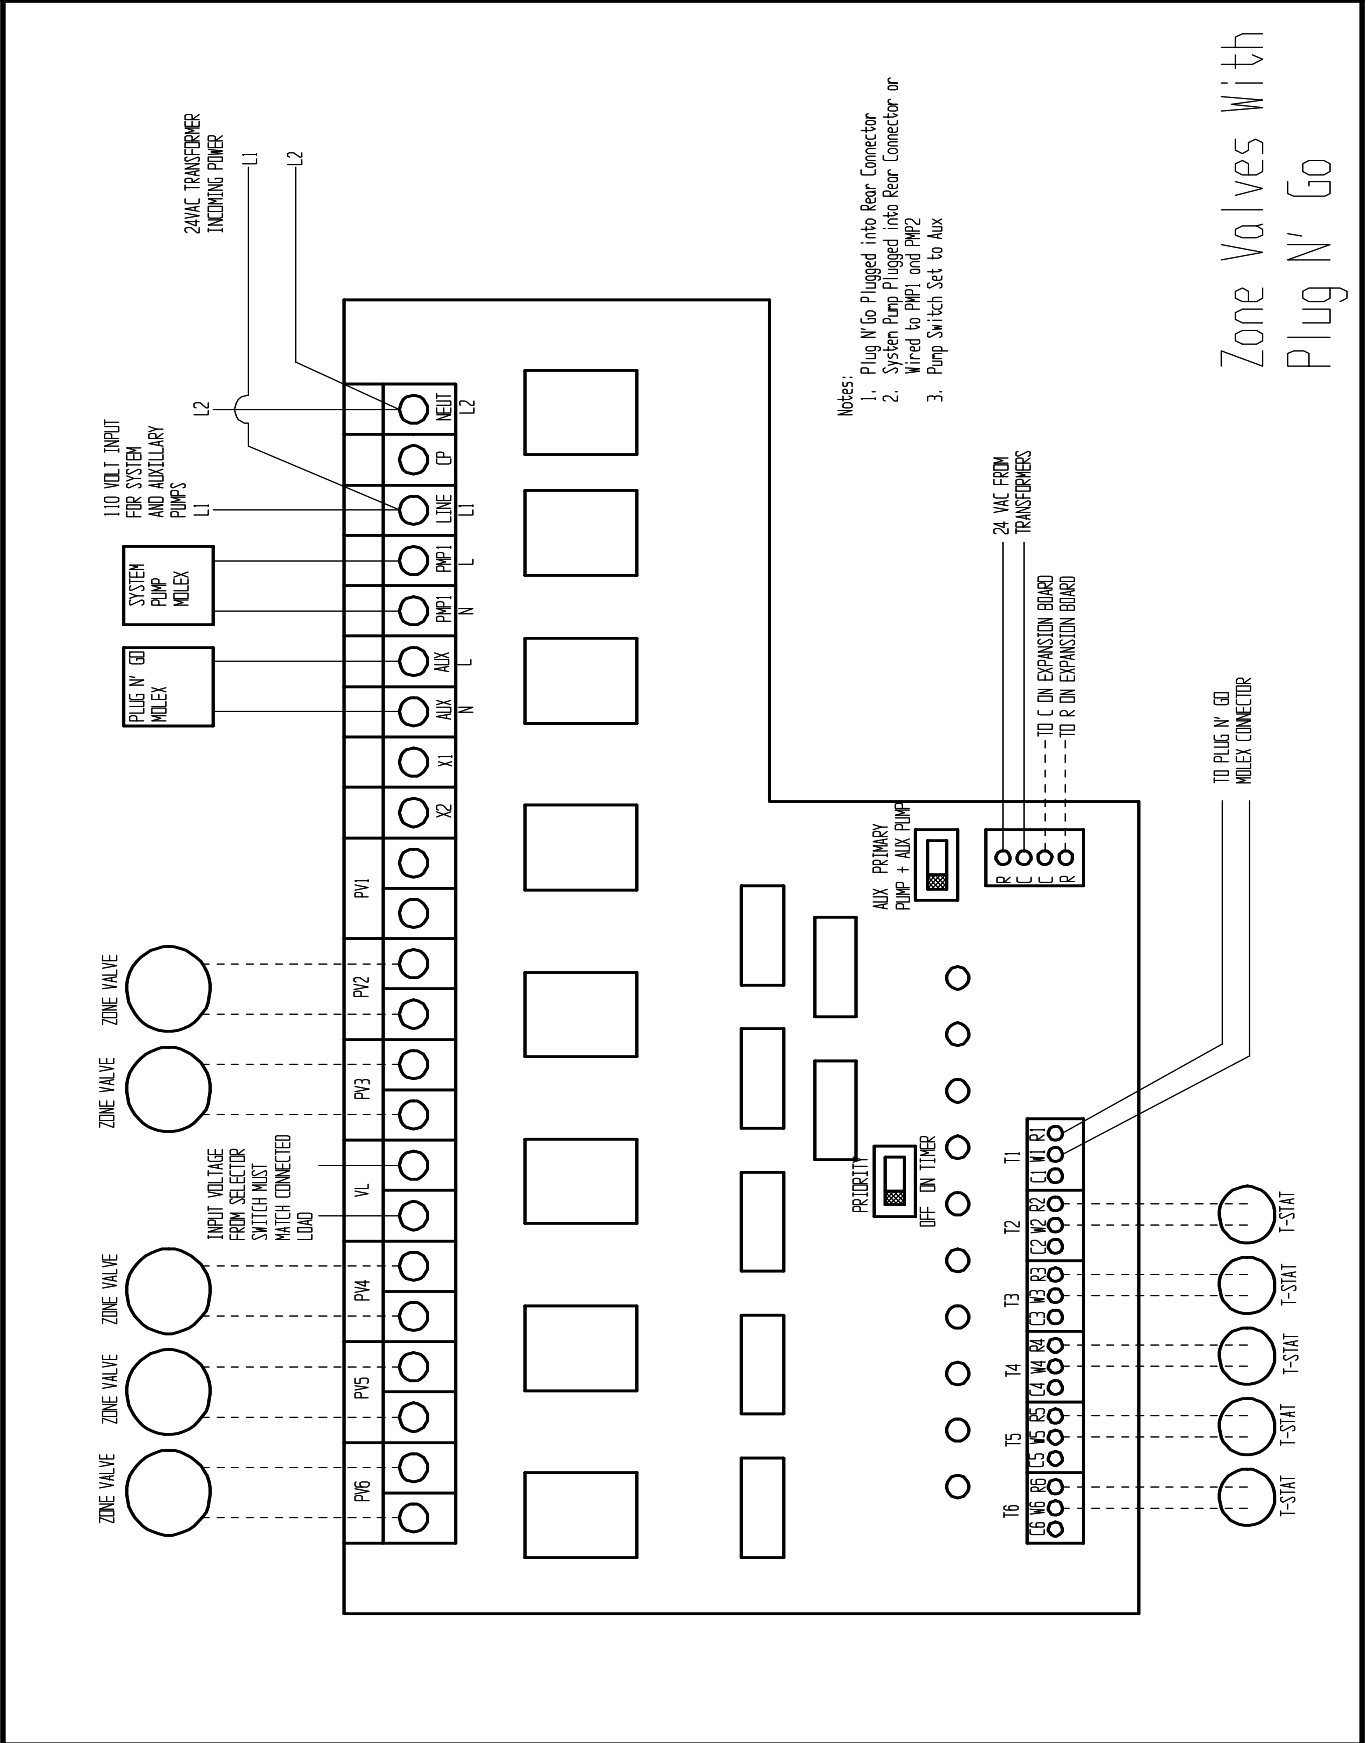 ZONE VALVE
ZONE VALVE
ZONE VALVE
ZONE VALVE
ZONE VALVE
INPUT VOLTAGE
FROM SELECTOR
SWITCH MUST
MATCH CONNECTED
LOAD
PLUG N' GO
MOLEX
SYSTEM
PUMP
MOLEX
110 VOLT INPUT
FOR SYSTEM
AND AUXILLARY
PUMPS
L1
L2
24VAC TRANSFORMER
INCOMING POWER
L1
L2
PV6
PV5
PV4
VL
PV3
PV2
PV1
X2
X1
AUX
AUX
PMP1
PMP1
LINE
CP
NEUT
N
L
N
L
L1
L2
Notes:
1. Plug N'Go Plugged into Rear Connector
2. System Pump Plugged into Rear Connector or
Wired to PMP1 and PMP2
3. Pump Switch Set to Aux
PRIORITY
OFF ON TIMER
AUX PRIMARY
PUMP + AUX PUMP
R
C
C
R
24 VAC FROM
TRANSFORMERS
TO C ON EXPANSION BOARD
TO R ON EXPANSION BOARD
T6
T5
T4
T3
T2
T1
C6 W6 R6
C5 W5 R5
C4 W4 R4
C3 W3 R3
C2 W2 R2
C1 W1 R1
TO PLUG N' GO
MOLEX CONNECTOR
T-STAT
T-STAT
T-STAT
T-STAT
T-STAT
Zone Valves With
Plug N' Go